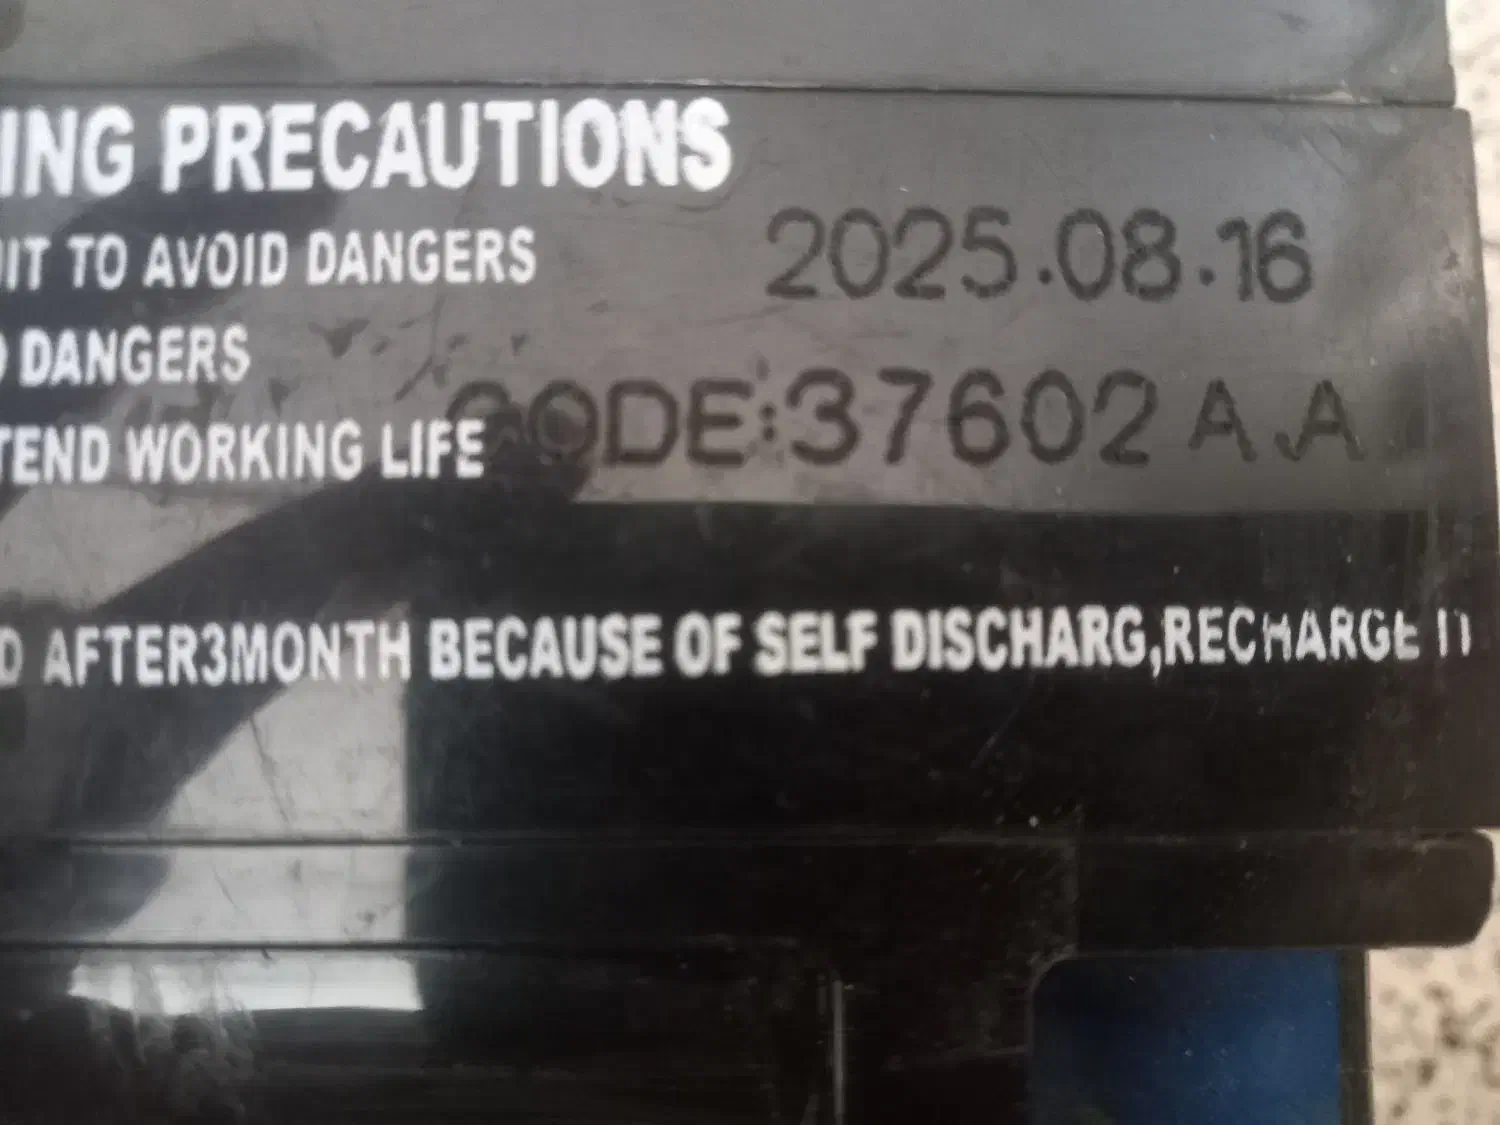 ING PRECAUTIONS
2025.08.16
IT TO AVOID DANGERS
DANGERS
CODE:37602 A A
TEND WORKING LIFE
D AFTER3MONTH BECAUSE OF SELF DISCHARG,RECHARGE IT